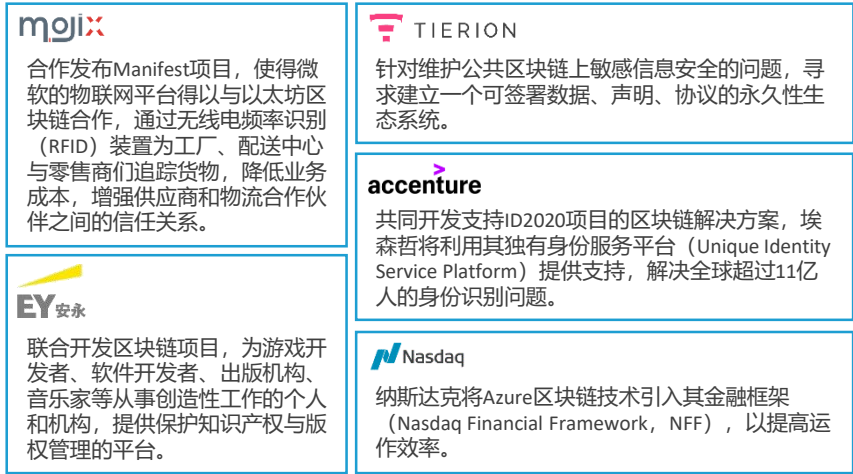 mojix
合作发布Manifest项目，使得微
软的物联网平台得以与以太坊区
块链合作，通过无线电频率识别
（RFID）装置为工厂、配送中心
与零售商们追踪货物，降低业务
成本，增强供应商和物流合作伙
伴之间的信任关系。
EY安永
联合开发区块链项目，为游戏开
发者、软件开发者、出版机构、
音乐家等从事创造性工作的个人
和机构，提供保护知识产权与版
权管理的平台。
TIERION
针对维护公共区块链上敏感信息安全的问题，寻
求建立一个可签署数据、声明、协议的永久性生
态系统。
accenture
共同开发支持ID2020项目的区块链解决方案，埃
森哲将利用其独有身份服务平台（Unique Identity
Service Platform）提供支持，解决全球超过11亿
人的身份识别问题。
Nasdaq
纳斯达克将Azure区块链技术引入其金融框架
（Nasdaq Financial Framework，NFF），以提高运
作效率。